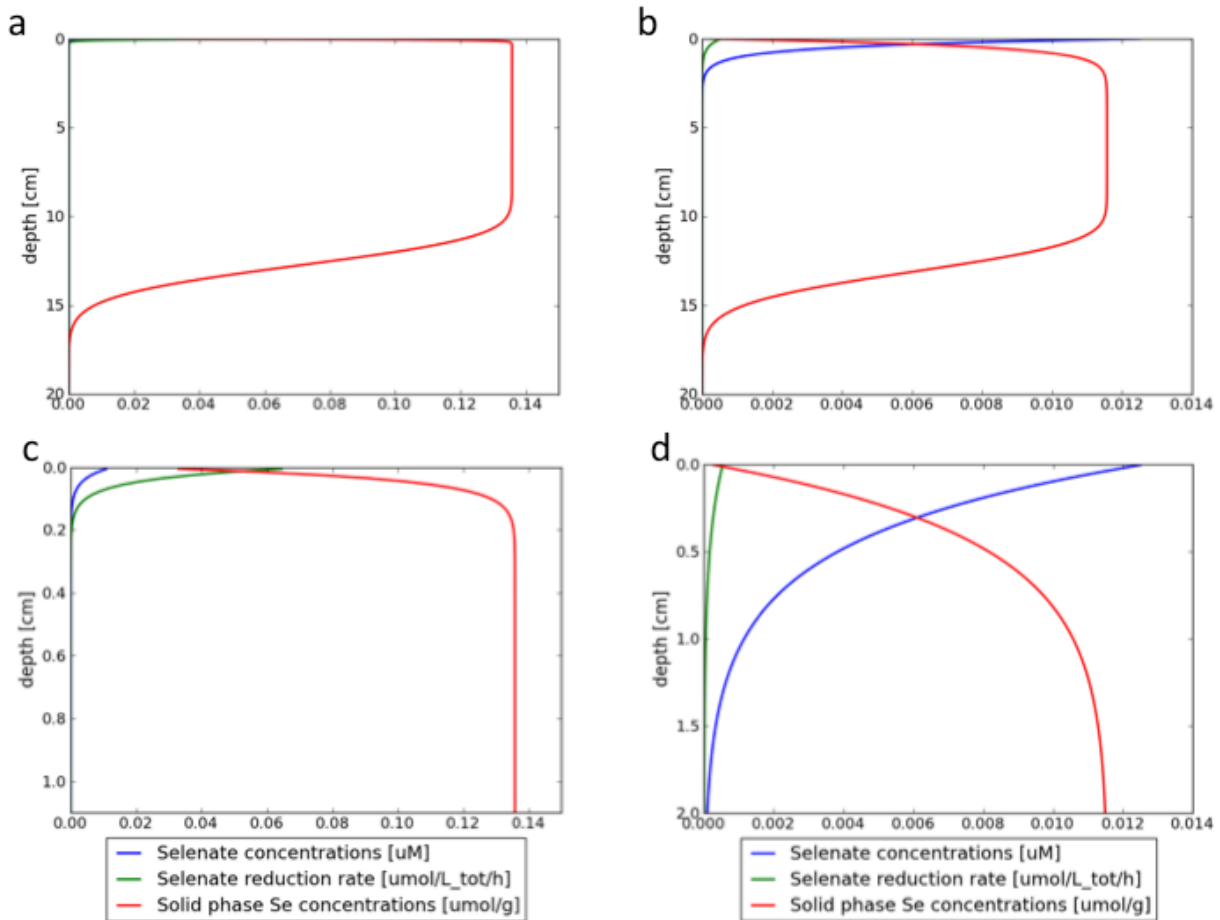 a
0
5
10
15
20
depth [cm]
0.00 0.02 0.04 0.06 0.08 0.10 0.12 0.14
b
0
5
10
15
20
depth [cm]
0.000 0.002 0.004 0.006 0.008 0.010 0.012 0.014
c
0.0
0.2
0.4
0.6
0.8
1.0
depth [cm]
0.00 0.02 0.04 0.06 0.08 0.10 0.12 0.14
Selenate concentrations [uM]
Selenate reduction rate [umol/L_tot/h]
Solid phase Se concentrations [umol/g]
d
0.0
0.5
1.0
1.5
2.0
depth [cm]
0.000 0.002 0.004 0.006 0.008 0.010 0.012 0.014
Selenate concentrations [uM]
Selenate reduction rate [umol/L_tot/h]
Solid phase Se concentrations [umol/g]